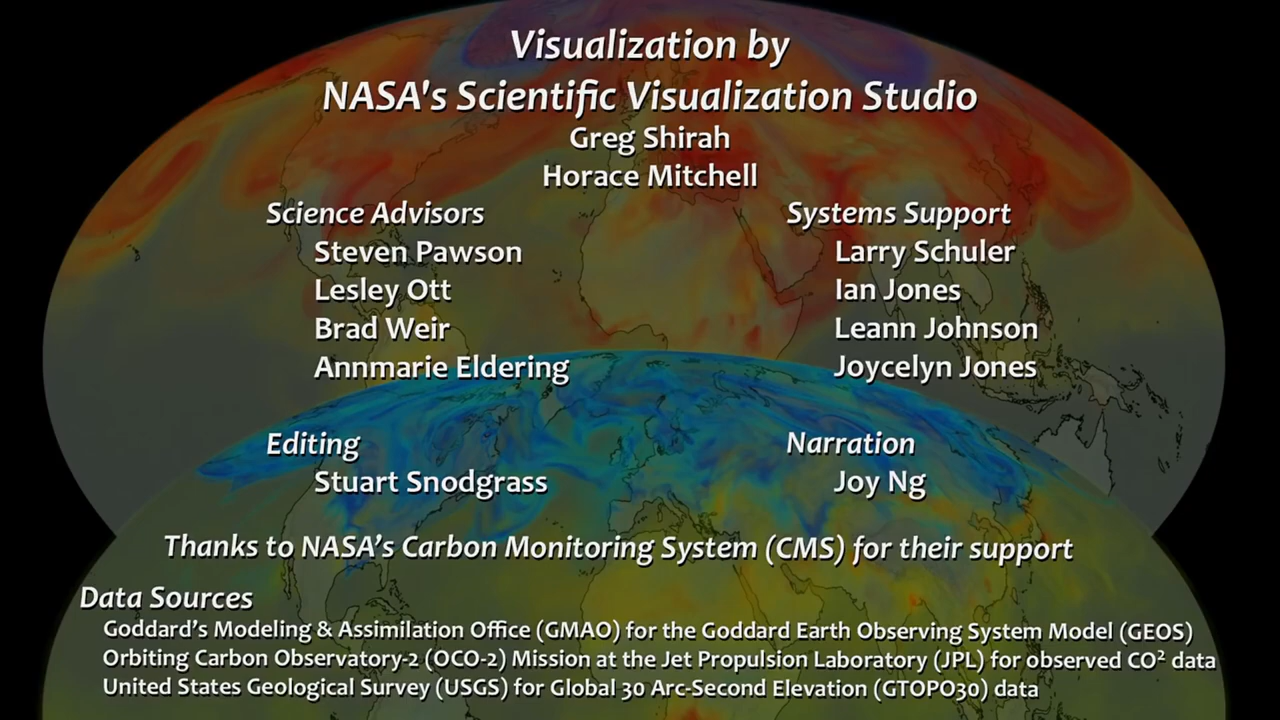 Visualization by
NASA's Scientific Visualization Studio
Greg Shirah
Horace Mitchell
Science Advisors
Steven Pawson
Lesley Ott
Brad Weir
Annmarie Eldering
Systems Support
Larry Schuler
Ian Jones
Leann Johnson
Joycelyn Jones
Editing
Stuart Snodgrass
Narration
Joy Ng
Thanks to NASA’s Carbon Monitoring System (CMS) for their support
Data Sources
Goddard’s Modeling & Assimilation Office (GMAO) for the Goddard Earth Observing System Model (GEOS)
Orbiting Carbon Observatory-2 (OCO-2) Mission at the Jet Propulsion Laboratory (JPL) for observed CO² data
United States Geological Survey (USGS) for Global 30 Arc-Second Elevation (GTOPO30) data